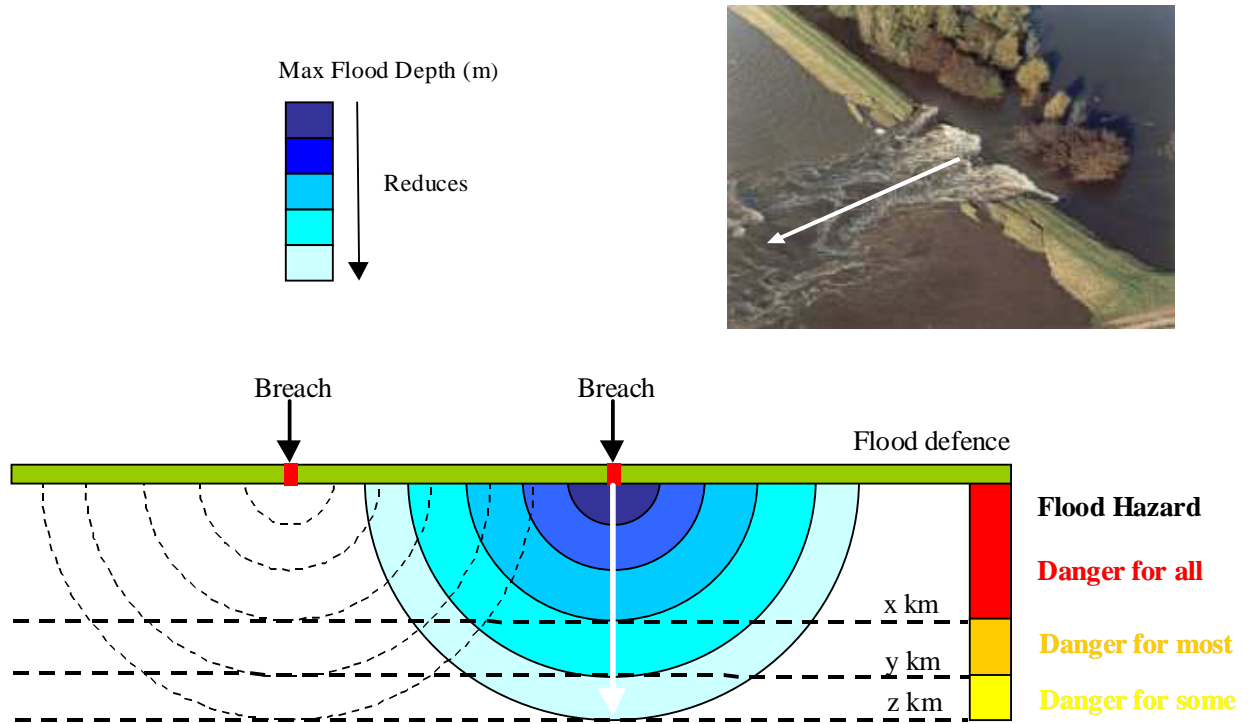 Max Flood Depth (m)
Reduces
Breach
Breach
Flood defence
Flood Hazard
Danger for all
x km
Danger for most
y km
Danger for some
z km